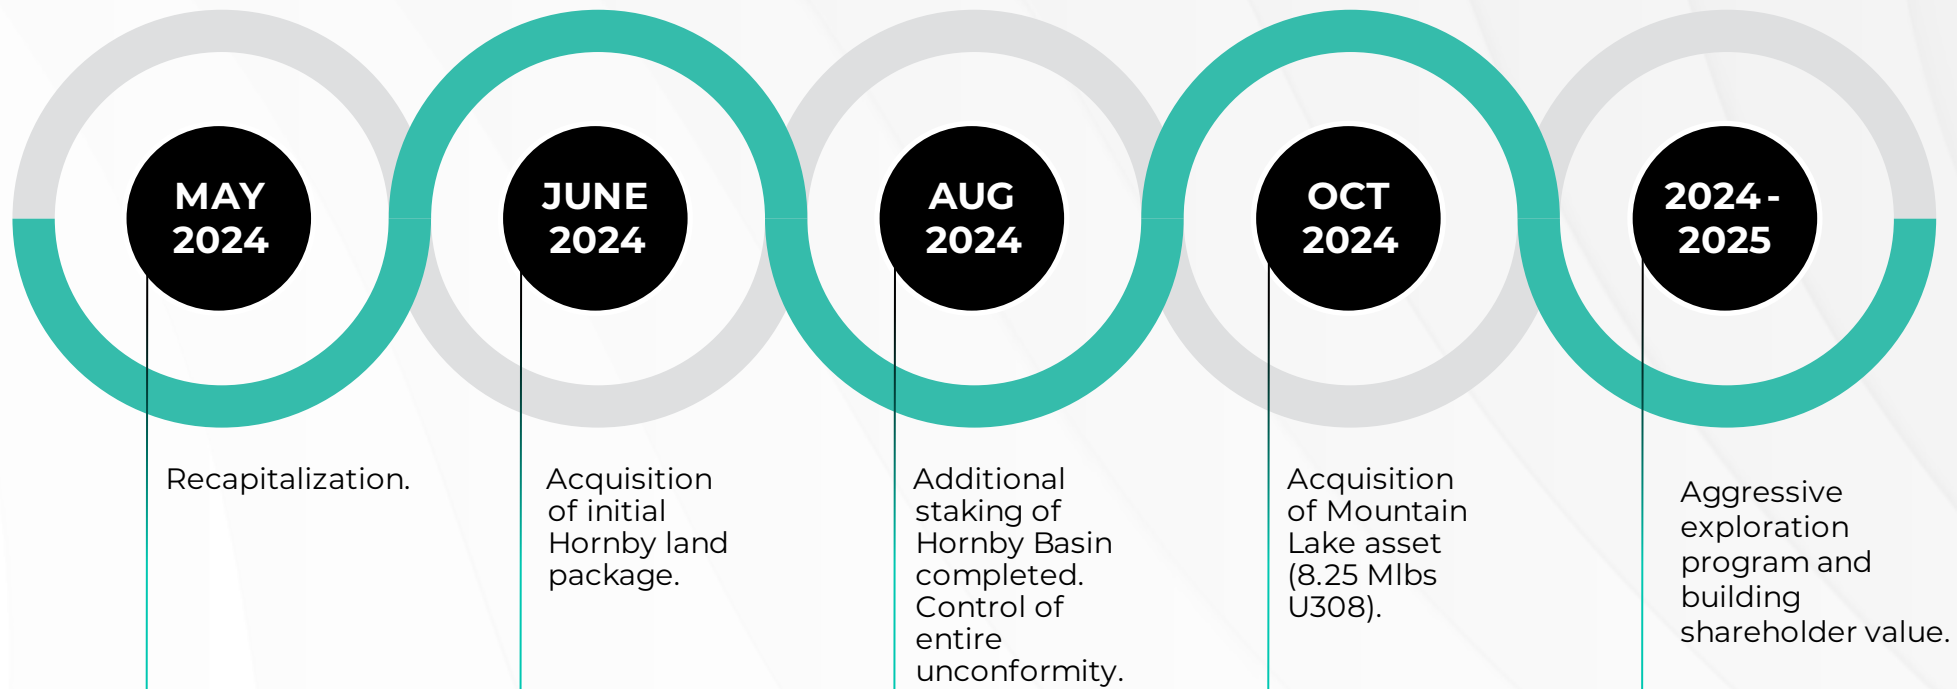 MAY
2024
JUNE
2024
AUG
2024
OCT
2024
2024-
2025
Recapitalization.
Acquisition
of initial
Hornby land
package.
Additional
staking of
Hornby Basin
completed.
Control of
entire
unconformity.
Acquisition
of Mountain
Lake asset
(8.25 Mlbs
U308).
Aggressive
exploration
program and
building
shareholder value.